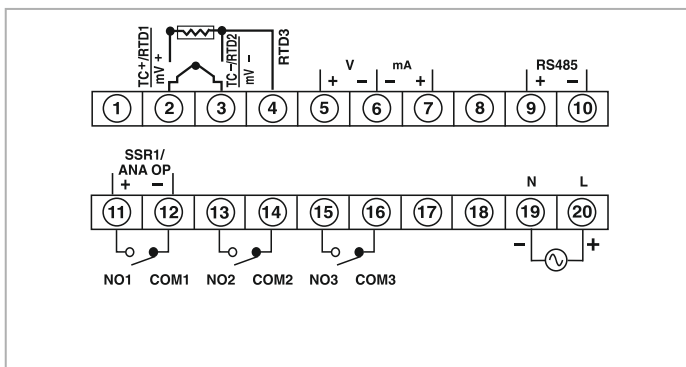 TC+/RTD1
mV +
TC−/RTD2
mV −
RTD3
V
+ −
mA
− +
RS485
+ −
1 2 3 4 5 6 7 8 9 10
SSR1/
ANA OP
+ −
N L
11 12 13 14 15 16 17 18 19 20
− +
NO1 COM1 NO2 COM2 NO3 COM3